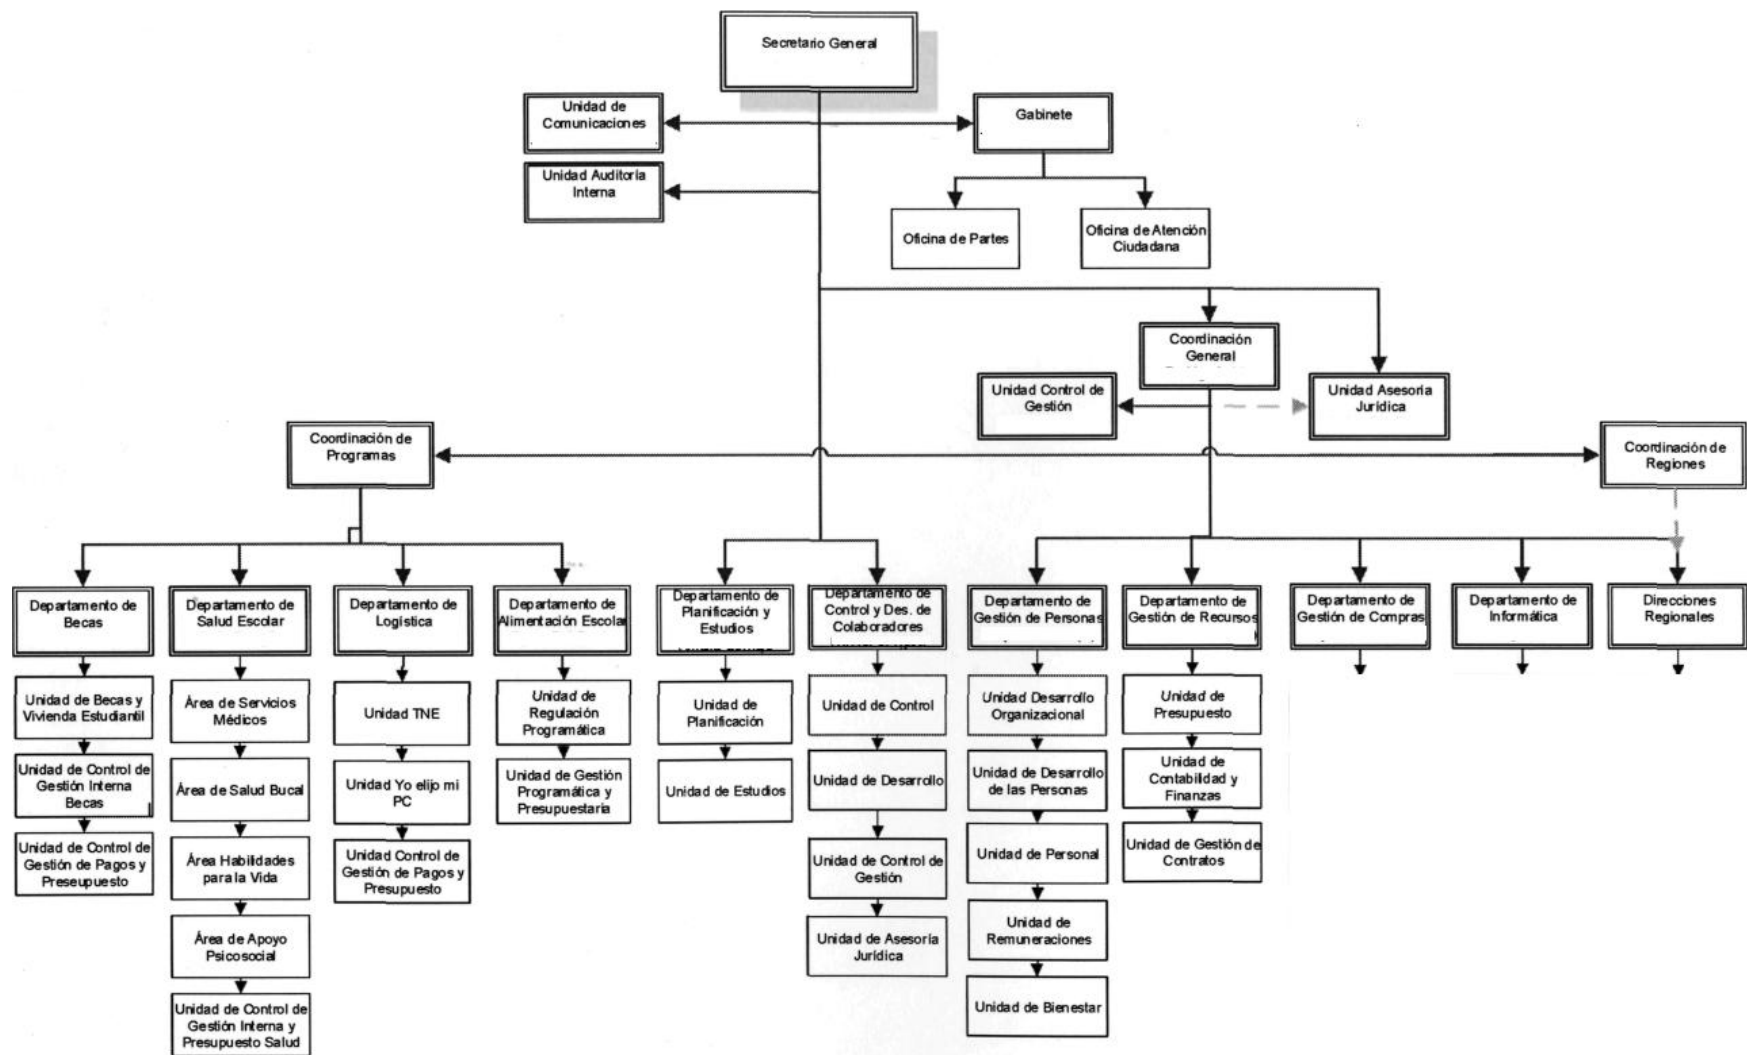 Secretario General
Unidad de
Comunicaciones
Gabinete
Unidad Auditoría
Interna
Oficina de Partes
Oficina de Atención
Ciudadana
Coordinación
General
Unidad Control de
Gestión
Unidad Asesoría
Jurídica
Coordinación de
Programas
Coordinación de
Regiones
Departamento de
Becas
Departamento de
Salud Escolar
Departamento de
Logística
Departamento de
Alimentación Escolar
Departamento de
Planificación y
Estudios
Departamento de
Control y Des. de
Colaboradores
Departamento de
Gestión de Personas
Departamento de
Gestión de Recursos
Departamento de
Gestión de Compras
Departamento de
Informática
Direcciones
Regionales
Unidad de Becas y
Vivienda Estudiantil
Unidad de Control de
Gestión Interna
Becas
Unidad de Control de
Gestión de Pagos y
Preseupuesto
Área de Servicios
Médicos
Área de Salud Bucal
Área Habilidades
para la Vida
Área de Apoyo
Psicosocial
Unidad de Control de
Gestión Interna y
Presupuesto Salud
Unidad TNE
Unidad Yo elijo mi
PC
Unidad Control de
Gestión de Pagos y
Presupuesto
Unidad de
Regulación
Programática
Unidad de Gestión
Programática y
Presupuestaria
Unidad de
Planificación
Unidad de Estudios
Unidad de Control
Unidad de Desarrollo
Unidad de Control de
Gestión
Unidad de Asesoría
Jurídica
Unidad Desarrollo
Organizacional
Unidad de Desarrollo
de las Personas
Unidad de Personal
Unidad de
Remuneraciones
Unidad de Bienestar
Unidad de
Presupuesto
Unidad de
Contabilidad y
Finanzas
Unidad de Gestión de
Contratos